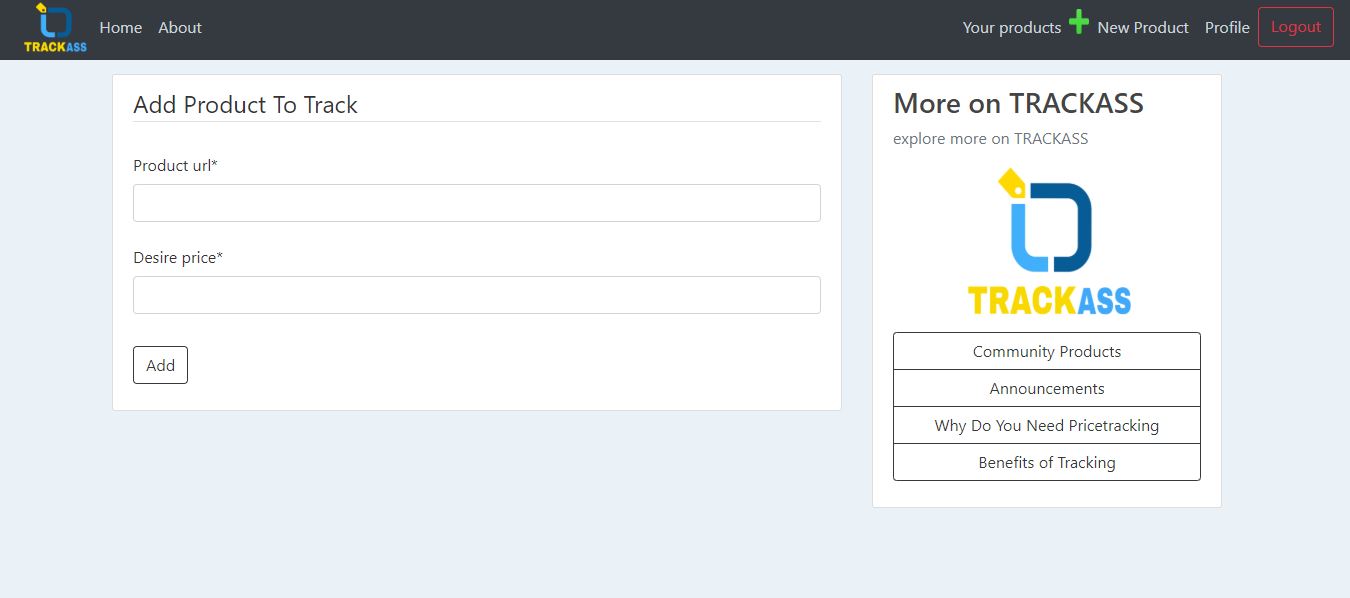 Home About Your products New Product Profile Logout
TRACKASS
Add Product To Track
Product url*
Desire price*
Add
More on TRACKASS
explore more on TRACKASS
TRACKASS
Community Products
Announcements
Why Do You Need Pricetracking
Benefits of Tracking